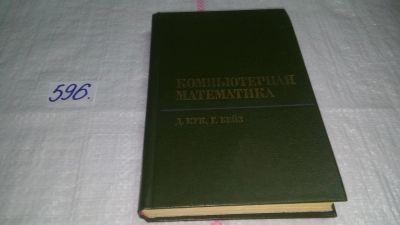 596.
КОМПЬЮТЕРНАЯ
МАТЕМАТИКА
Д. КУК, Г. БЕЙЗ